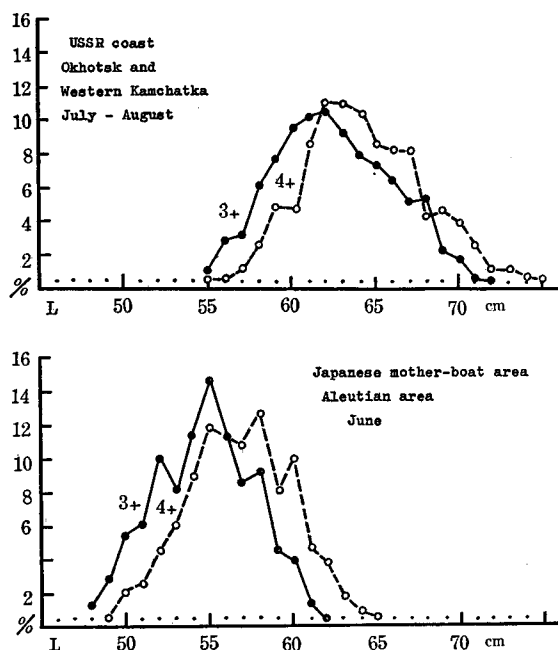 16
USSR coast
14
Okhotsk and
12
Western Kamchatka
10
July - August
8
6
4
2
%
3+
4+
L 50 55 60 65 70 cm
16
Japanese mother-boat area
14
Aleutian area
12
June
10
8
6
4
2
%
3+ 4+
L 50 55 60 65 70 cm